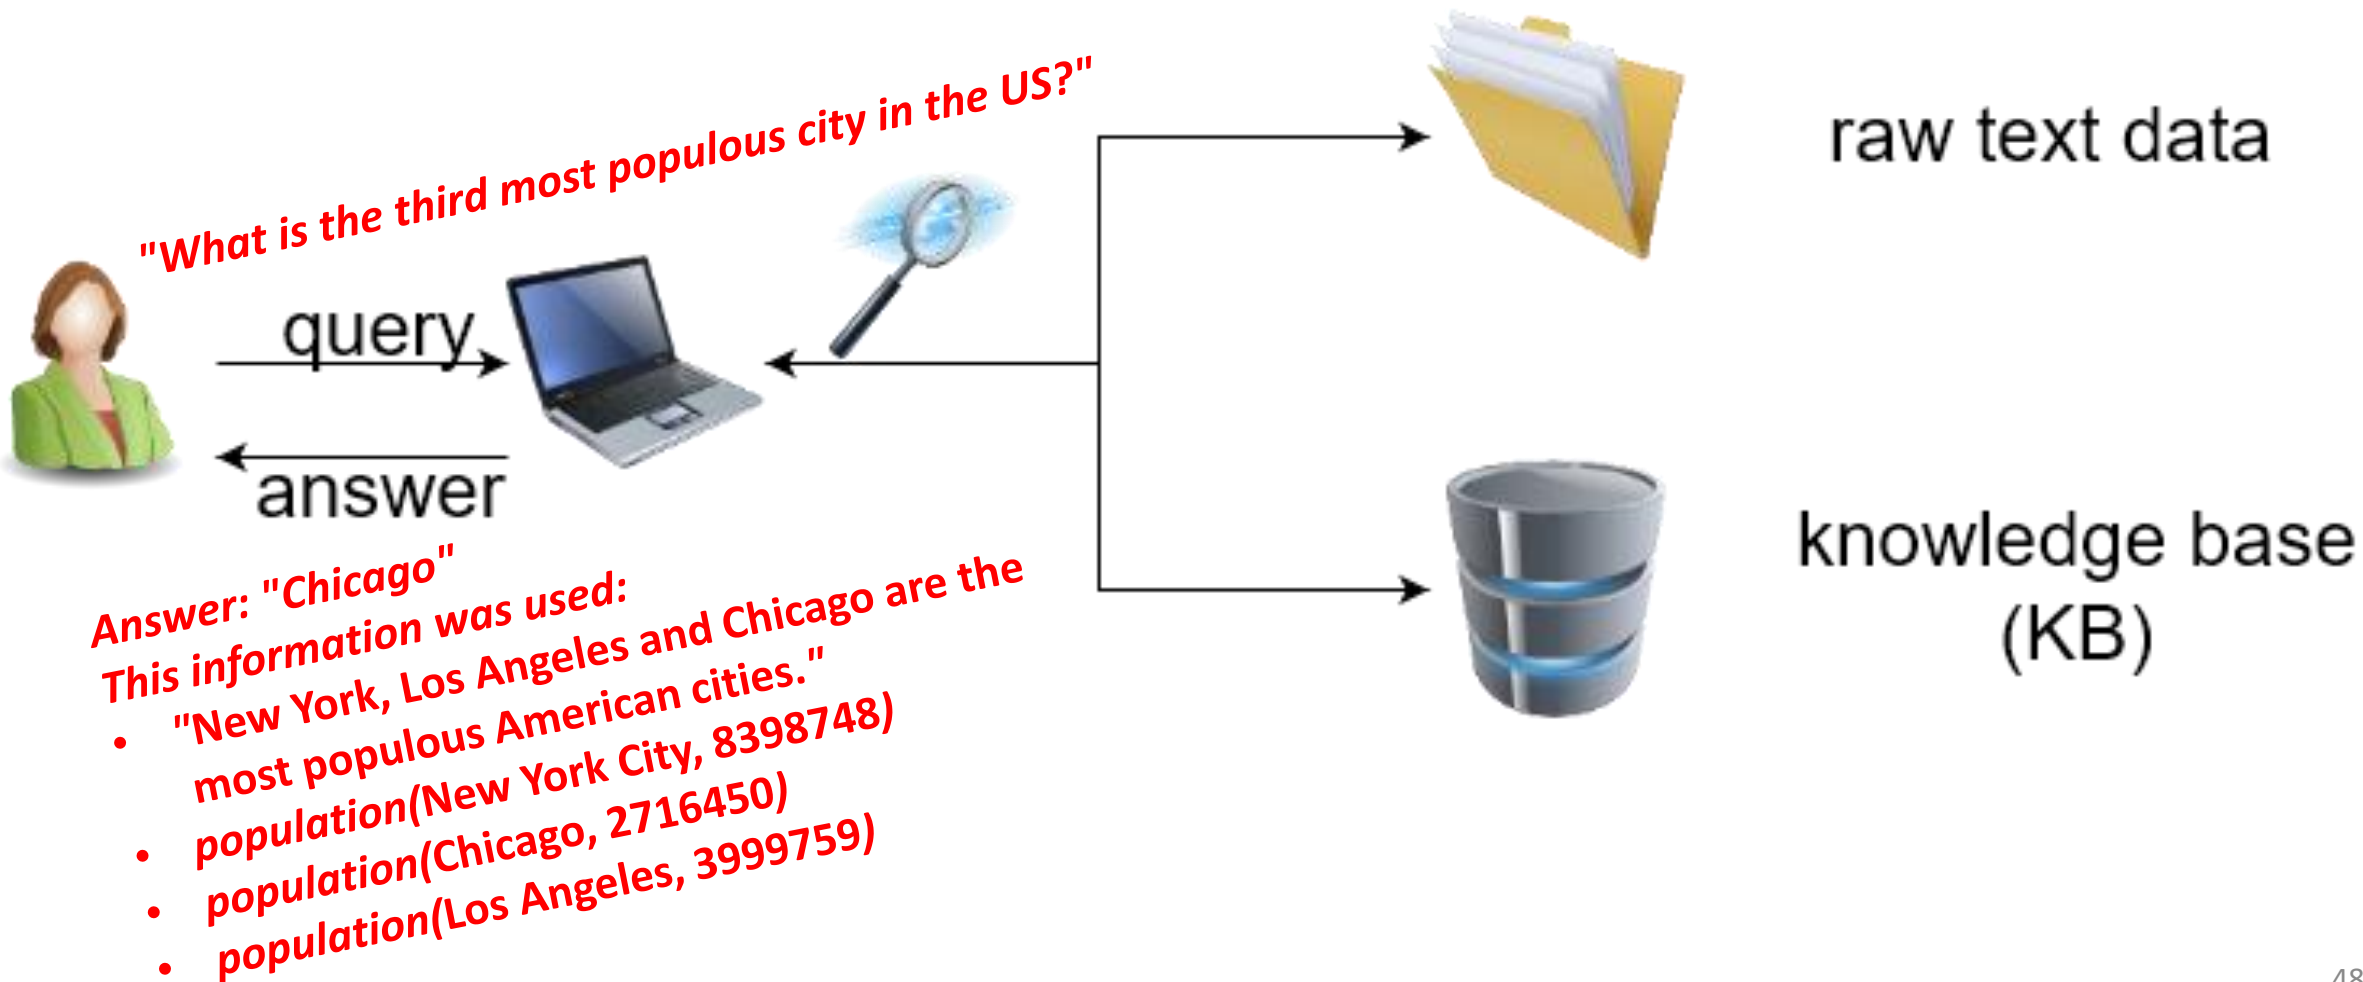 "What is the third most populous city in the US?"
raw text data
query
answer
knowledge base
(KB)
Answer: "Chicago"
This information was used:
• "New York, Los Angeles and Chicago are the
most populous American cities."
• population(New York City, 8398748)
• population(Chicago, 2716450)
• population(Los Angeles, 3999759)
48